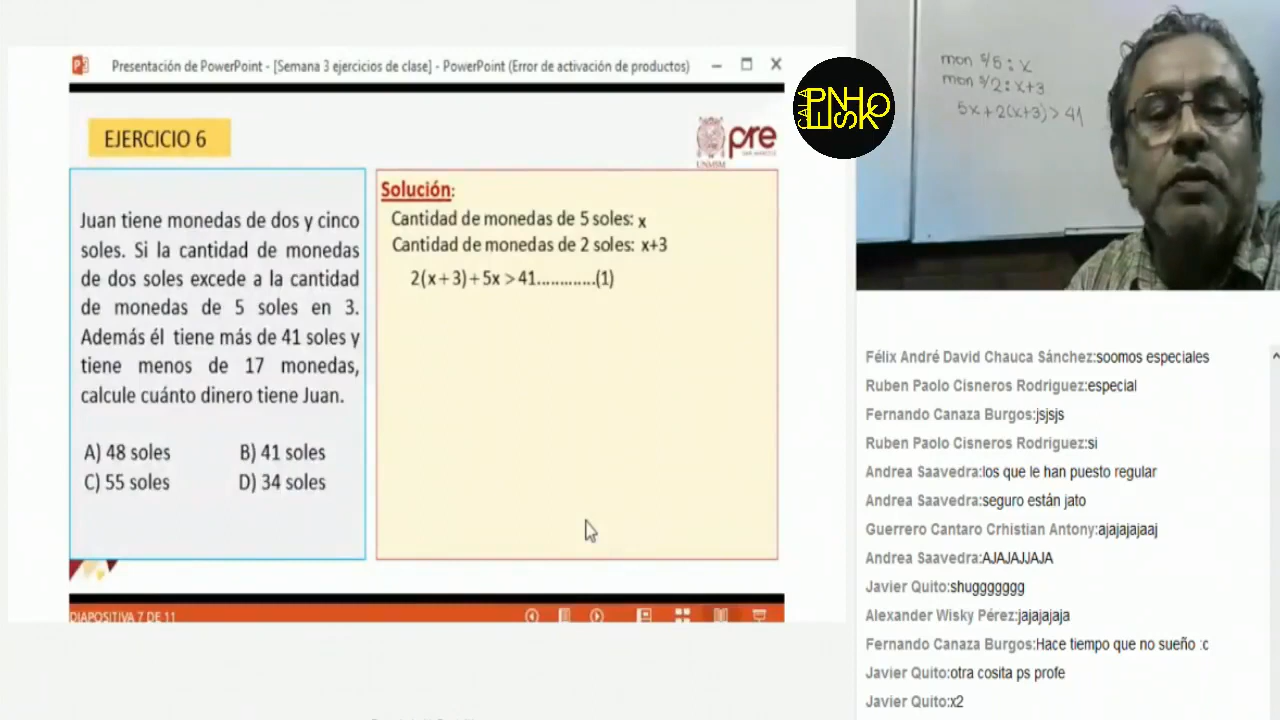 Presentación de PowerPoint - [Semana 3 ejercicios de clase] - PowerPoint (Error de activación de productos)
EJERCICIO 6
UNMSM
pre
SAN MARCOS
Juan tiene monedas de dos y cinco
soles. Si la cantidad de monedas
de dos soles excede a la cantidad
de monedas de 5 soles en 3.
Además él tiene más de 41 soles y
tiene menos de 17 monedas,
calcule cuánto dinero tiene Juan.
A) 48 soles B) 41 soles
C) 55 soles D) 34 soles
Solución:
Cantidad de monedas de 5 soles: x
Cantidad de monedas de 2 soles: x+3
2(x+3)+5x > 41.............(1)
DIAPOSITIVA 7 DE 11
mon s/5: x
mon s/2: x+3
5x+2(x+3)> 41
Félix André David Chauca Sánchez:soomos especiales
Ruben Paolo Cisneros Rodriguez:especial
Fernando Canaza Burgos:jsjsjs
Ruben Paolo Cisneros Rodriguez:si
Andrea Saavedra:los que le han puesto regular
Andrea Saavedra:seguro están jato
Guerrero Cantaro Crhistian Antony:ajajajajaaj
Andrea Saavedra:AJAJAJJAJA
Javier Quito:shuggggggg
Alexander Wisky Pérez:jajajajaja
Fernando Canaza Burgos:Hace tiempo que no sueño :c
Javier Quito:otra cosita ps profe
Javier Quito:x2